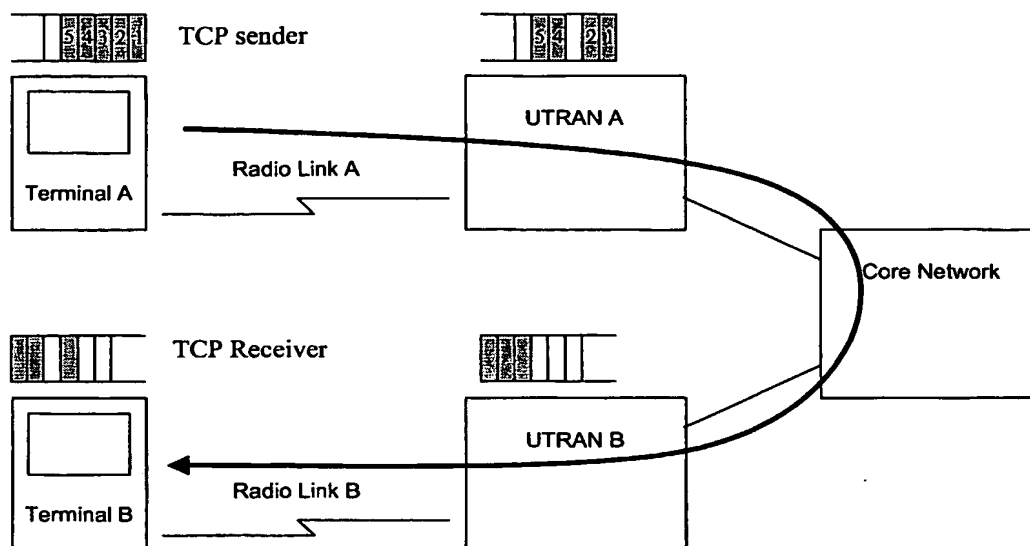 5 4 3 2 1
TCP sender
5 4 2 1
UTRAN A
Radio Link A
Terminal A
Core Network
TCP Receiver
UTRAN B
Radio Link B
Terminal B